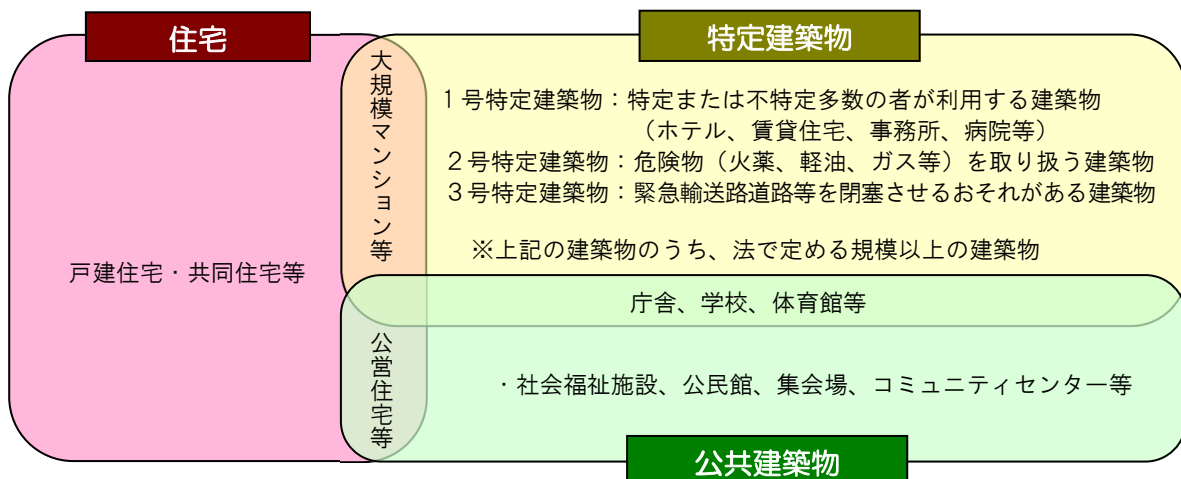 住宅
特定建築物
大規模マンション等
１号特定建築物：特定または不特定多数の者が利用する建築物
（ホテル、賃貸住宅、事務所、病院等）
２号特定建築物：危険物（火薬、軽油、ガス等）を取り扱う建築物
３号特定建築物：緊急輸送路道路等を閉塞させるおそれがある建築物
※上記の建築物のうち、法で定める規模以上の建築物
戸建住宅・共同住宅等
庁舎、学校、体育館等
公営住宅等
・社会福祉施設、公民館、集会場、コミュニティセンター等
公共建築物